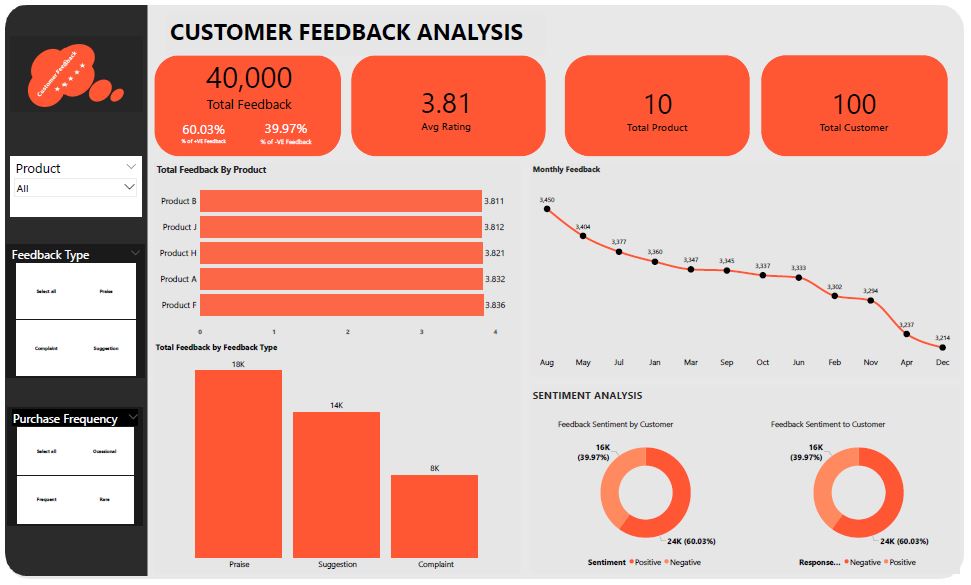 CUSTOMER FEEDBACK ANALYSIS
Customer Feedback
40,000
Total Feedback
60.03%
% of +VE Feedback
39.97%
% of -VE Feedback
3.81
Avg Rating
10
Total Product
100
Total Customer
Product
All
Feedback Type
Select all
Praise
Complaint
Suggestion
Purchase Frequency
Select all
Ocassional
Frequent
Rare
Total Feedback By Product
Product B
3.811
Product J
3.812
Product H
3.821
Product A
3.832
Product F
3.836
0 1 2 3 4
Total Feedback by Feedback Type
18K
14K
8K
Praise Suggestion Complaint
Monthly Feedback
3,450
3,404
3,377
3,360
3,347
3,345
3,337
3,333
3,302
3,294
3,237
3,214
Aug May Jul Jan Mar Sep Oct Jun Feb Nov Apr Dec
SENTIMENT ANALYSIS
Feedback Sentiment by Customer
16K
(39.97%)
24K (60.03%)
Sentiment Positive Negative
Feedback Sentiment to Customer
16K
(39.97%)
24K (60.03%)
Response... Negative Positive